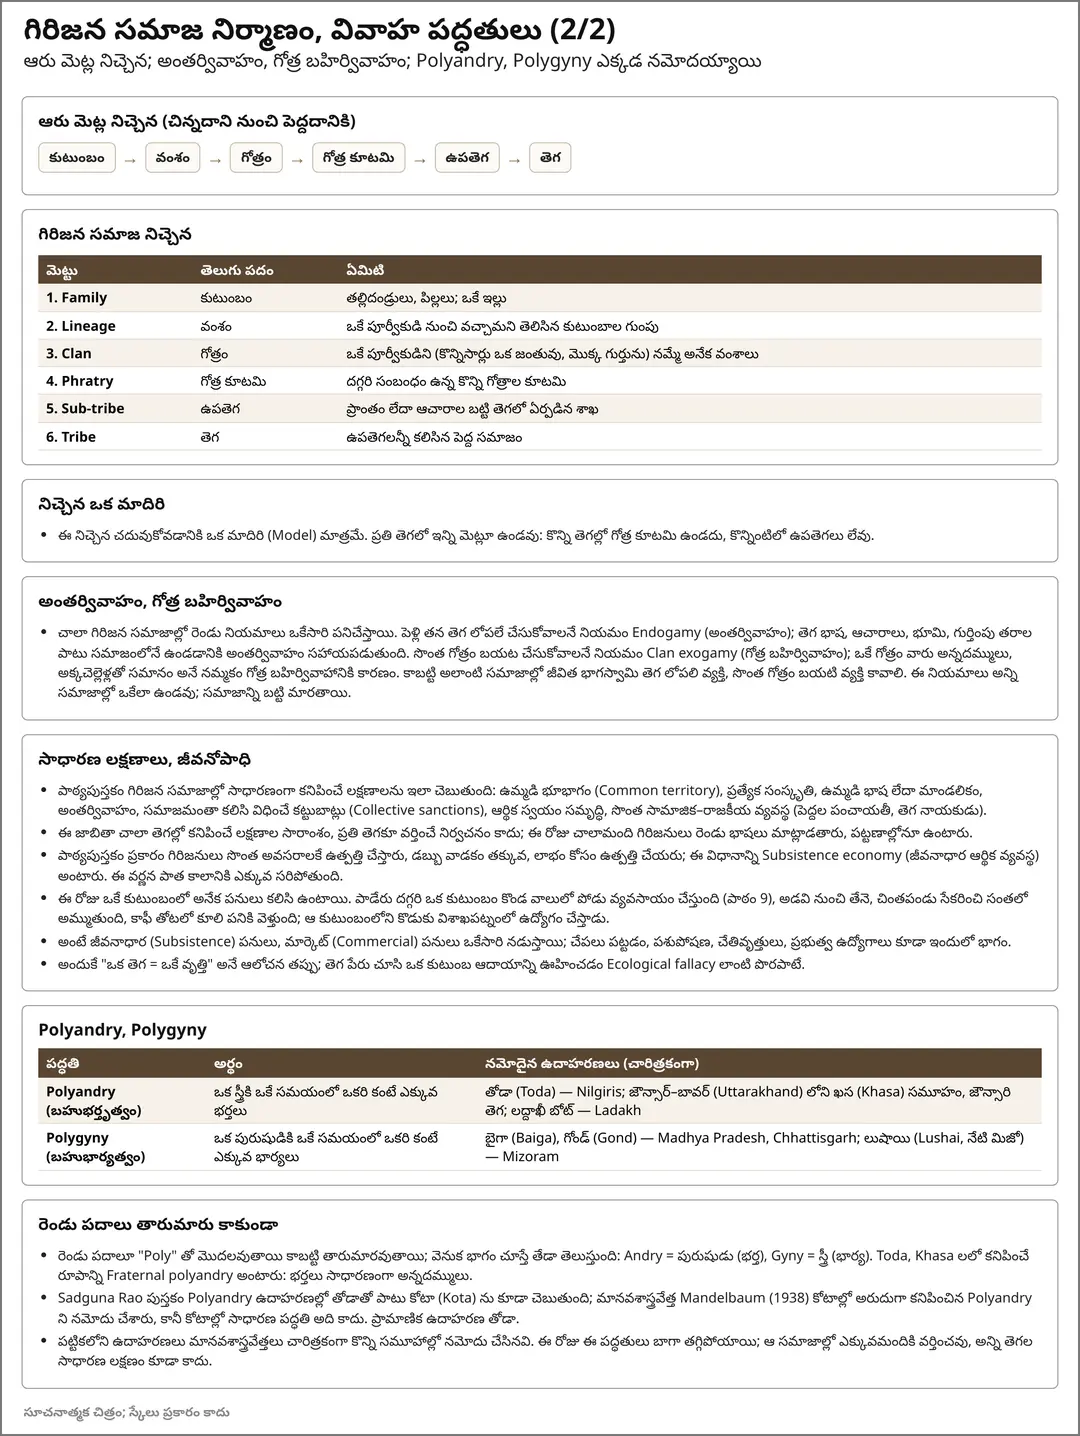 గిరిజన సమాజ నిర్మాణం, వివాహ పద్ధతులు (2/2)
ఆరు మెట్ల నిచ్చెన; అంతర్వివాహం, గోత్ర బహిర్వివాహం; Polyandry, Polygyny ఎక్కడ నమోదయ్యాయి
ఆరు మెట్ల నిచ్చెన (చిన్నదాని నుంచి పెద్దదానికి)
కుటుంబం → వంశం → గోత్రం → గోత్ర కూటమి → ఉపతెగ → తెగ
గిరిజన సమాజ నిచ్చెన
మెట్టు తెలుగు పదం ఏమిటి
1. Family కుటుంబం తల్లిదండ్రులు, పిల్లలు; ఒకే ఇల్లు
2. Lineage వంశం ఒకే పూర్వీకుడి నుంచి వచ్చామని తెలిసిన కుటుంబాల గుంపు
3. Clan గోత్రం ఒకే పూర్వీకుడిని (కొన్నిసార్లు ఒక జంతువు, మొక్క గుర్తును) నమ్మే అనేక వంశాలు
4. Phratry గోత్ర కూటమి దగ్గరి సంబంధం ఉన్న కొన్ని గోత్రాల కూటమి
5. Sub-tribe ఉపతెగ ప్రాంతం లేదా ఆచారాల బట్టి తెగలో ఏర్పడిన శాఖ
6. Tribe తెగ ఉపతెగలన్నీ కలిసిన పెద్ద సమాజం
నిచ్చెన ఒక మాదిరి
• ఈ నిచ్చెన చదువుకోవడానికి ఒక మాదిరి (Model) మాత్రమే. ప్రతి తెగలో ఇన్ని మెట్లూ ఉండవు: కొన్ని తెగల్లో గోత్ర కూటమి ఉండదు, కొన్నింటిలో ఉపతెగలు లేవు.
అంతర్వివాహం, గోత్ర బహిర్వివాహం
• చాలా గిరిజన సమాజాల్లో రెండు నియమాలు ఒకేసారి పనిచేస్తాయి. పెళ్లి తన తెగ లోపలే చేసుకోవాలనే నియమం Endogamy (అంతర్వివాహం); తెగ భాష, ఆచారాలు, భూమి, గుర్తింపు తరాల
పాటు సమాజంలోనే ఉండడానికి అంతర్వివాహం సహాయపడుతుంది. సొంత గోత్రం బయట చేసుకోవాలనే నియమం Clan exogamy (గోత్ర బహిర్వివాహం); ఒకే గోత్రం వారు అన్నదమ్ములు,
అక్కచెల్లెళ్లతో సమానం అనే నమ్మకం గోత్ర బహిర్వివాహానికి కారణం. కాబట్టి అలాంటి సమాజాల్లో జీవిత భాగస్వామి తెగ లోపలి వ్యక్తి, సొంత గోత్రం బయటి వ్యక్తి కావాలి. ఈ నియమాలు అన్ని
సమాజాల్లో ఒకేలా ఉండవు; సమాజాన్ని బట్టి మారతాయి.
సాధారణ లక్షణాలు, జీవనోపాధి
• పాఠ్యపుస్తకం గిరిజన సమాజాల్లో సాధారణంగా కనిపించే లక్షణాలను ఇలా చెబుతుంది: ఉమ్మడి భూభాగం (Common territory), ప్రత్యేక సంస్కృతి, ఉమ్మడి భాష లేదా మాండలికం,
అంతర్వివాహం, సమాజమంతా కలిసి విధించే కట్టుబాట్లు (Collective sanctions), ఆర్థిక స్వయం సమృద్ధి, సొంత సామాజిక-రాజకీయ వ్యవస్థ (పెద్దల పంచాయతీ, తెగ నాయకుడు).
• ఈ జాబితా చాలా తెగల్లో కనిపించే లక్షణాల సారాంశం, ప్రతి తెగకూ వర్తించే నిర్వచనం కాదు; ఈ రోజు చాలామంది గిరిజనులు రెండు భాషలు మాట్లాడతారు, పట్టణాల్లోనూ ఉంటారు.
• పాఠ్యపుస్తకం ప్రకారం గిరిజనులు సొంత అవసరాలకే ఉత్పత్తి చేస్తారు, డబ్బు వాడకం తక్కువ, లాభం కోసం ఉత్పత్తి చేయరు; ఈ విధానాన్ని Subsistence economy (జీవనాధార ఆర్థిక వ్యవస్థ)
అంటారు. ఈ వర్ణన పాత కాలానికి ఎక్కువ సరిపోతుంది.
• ఈ రోజు ఒకే కుటుంబంలో అనేక పనులు కలిసి ఉంటాయి. పాడేరు దగ్గరి ఒక కుటుంబం కొండ వాలులో పోడు వ్యవసాయం చేస్తుంది (పాఠం 9), అడవి నుంచి తేనె, చింతపండు సేకరించి సంతలో
అమ్ముతుంది, కాఫీ తోటలో కూలి పనికి వెళ్తుంది; ఆ కుటుంబంలోని కొడుకు విశాఖపట్నంలో ఉద్యోగం చేస్తాడు.
• అంటే జీవనాధార (Subsistence) పనులు, మార్కెట్ (Commercial) పనులు ఒకేసారి నడుస్తాయి; చేపలు పట్టడం, పశుపోషణ, చేతివృత్తులు, ప్రభుత్వ ఉద్యోగాలు కూడా ఇందులో భాగం.
• అందుకే "ఒక తెగ = ఒకే వృత్తి" అనే ఆలోచన తప్పు; తెగ పేరు చూసి ఒక కుటుంబ ఆదాయాన్ని ఊహించడం Ecological fallacy లాంటి పొరపాటే.
Polyandry, Polygyny
పద్ధతి అర్థం నమోదైన ఉదాహరణలు (చారిత్రకంగా)
Polyandry (బహుభర్తృత్వం) ఒక స్త్రీకి ఒకే సమయంలో ఒకరి కంటే ఎక్కువ భర్తలు తోడా (Toda) — Nilgiris; జౌన్సార్-బావర్ (Uttarakhand) లోని ఖస (Khasa) సమూహం, జౌన్సారి తెగ; లద్దాఖీ బోట్ — Ladakh
Polygyny (బహుభార్యత్వం) ఒక పురుషుడికి ఒకే సమయంలో ఒకరి కంటే ఎక్కువ భార్యలు బైగా (Baiga), గోండ్ (Gond) — Madhya Pradesh, Chhattisgarh; లుషాయి (Lushai, నేటి మిజో) — Mizoram
రెండు పదాలు తారుమారు కాకుండా
• రెండు పదాలూ "Poly" తో మొదలవుతాయి కాబట్టి తారుమారవుతాయి; వెనుక భాగం చూస్తే తేడా తెలుస్తుంది: Andry = పురుషుడు (భర్త), Gyny = స్త్రీ (భార్య). Toda, Khasa లలో కనిపించే
రూపాన్ని Fraternal polyandry అంటారు: భర్తలు సాధారణంగా అన్నదమ్ములు.
• Sadguna Rao పుస్తకం Polyandry ఉదాహరణల్లో తోడాతో పాటు కోటా (Kota) ను కూడా చెబుతుంది; మానవశాస్త్రవేత్త Mandelbaum (1938) కోటాల్లో అరుదుగా కనిపించిన Polyandry
ని నమోదు చేశారు, కానీ కోటాల్లో సాధారణ పద్ధతి అది కాదు. ప్రామాణిక ఉదాహరణ తోడా.
• పట్టికలోని ఉదాహరణలు మానవశాస్త్రవేత్తలు చారిత్రకంగా కొన్ని సమూహాల్లో నమోదు చేసినవి. ఈ రోజు ఈ పద్ధతులు బాగా తగ్గిపోయాయి; ఆ సమాజాల్లో ఎక్కువమందికి వర్తించవు, అన్ని తెగల
సాధారణ లక్షణం కూడా కాదు.
సూచనాత్మక చిత్రం; స్కేలు ప్రకారం కాదు